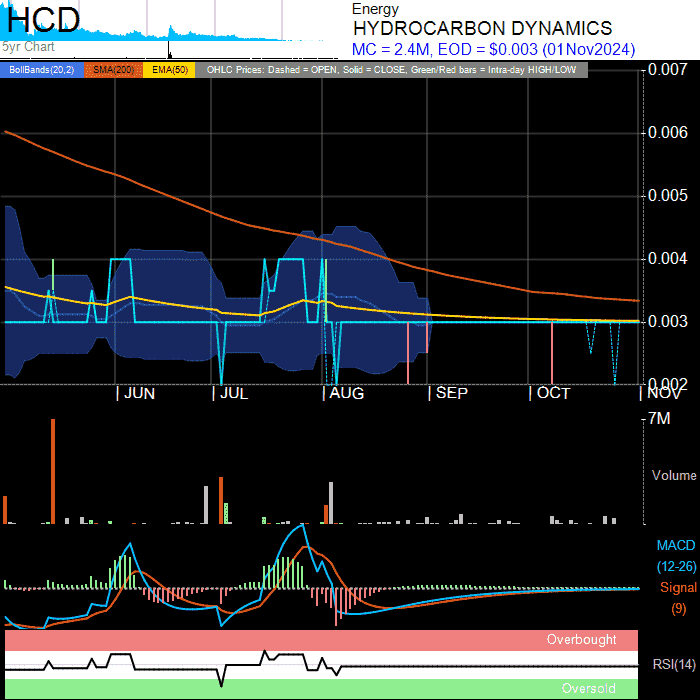 HCD
5yr Chart
Energy
HYDROCARBON DYNAMICS
MC = 2.4M, EOD = $0.003 (01Nov2024)
BollBands(20,2) SMA(200) EMA(50) OHLC Prices: Dashed = OPEN, Solid = CLOSE, Green/Red bars = Intra-day HIGH/LOW
0.007
0.006
0.005
0.004
0.003
0.002
JUN JUL AUG SEP OCT NOV
7M
Volume
MACD
(12-26)
Signal
(9)
Overbought
RSI(14)
Oversold